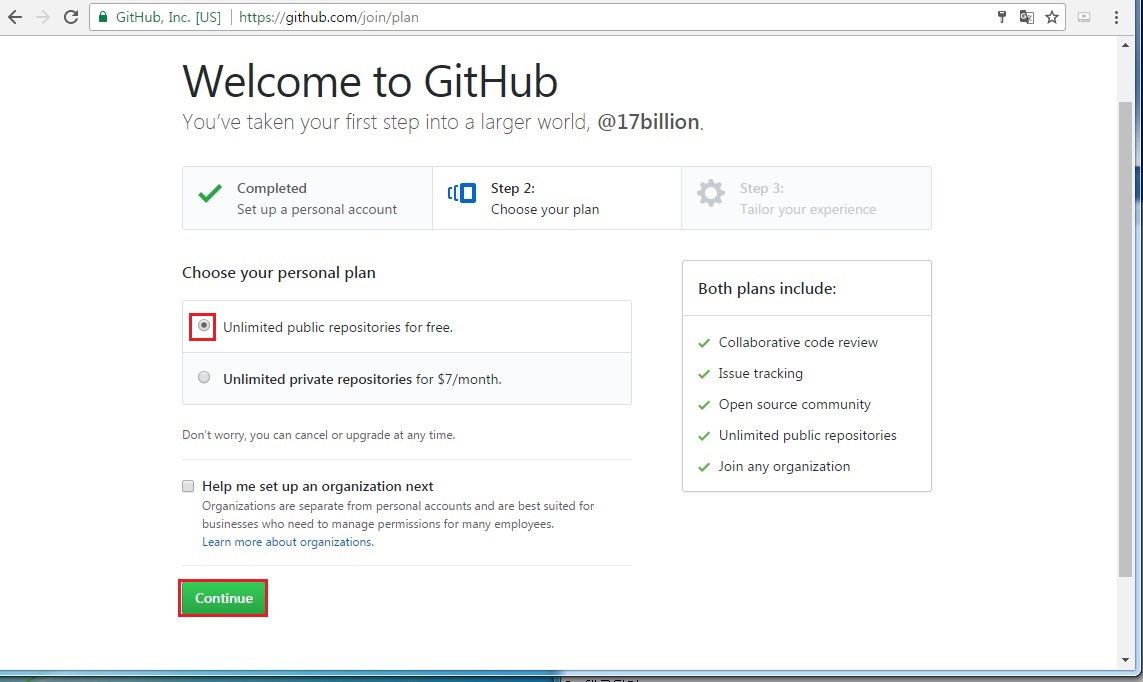 GitHub, Inc. [US] https://github.com/join/plan
Welcome to GitHub
You've taken your first step into a larger world, @17billion.
Completed
Set up a personal account
Step 2:
Choose your plan
Step 3:
Tailor your experience
Choose your personal plan
Unlimited public repositories for free.
Unlimited private repositories for $7/month.
Don't worry, you can cancel or upgrade at any time.
Help me set up an organization next
Organizations are separate from personal accounts and are best suited for
businesses who need to manage permissions for many employees.
Learn more about organizations.
Continue
Both plans include:
Collaborative code review
Issue tracking
Open source community
Unlimited public repositories
Join any organization